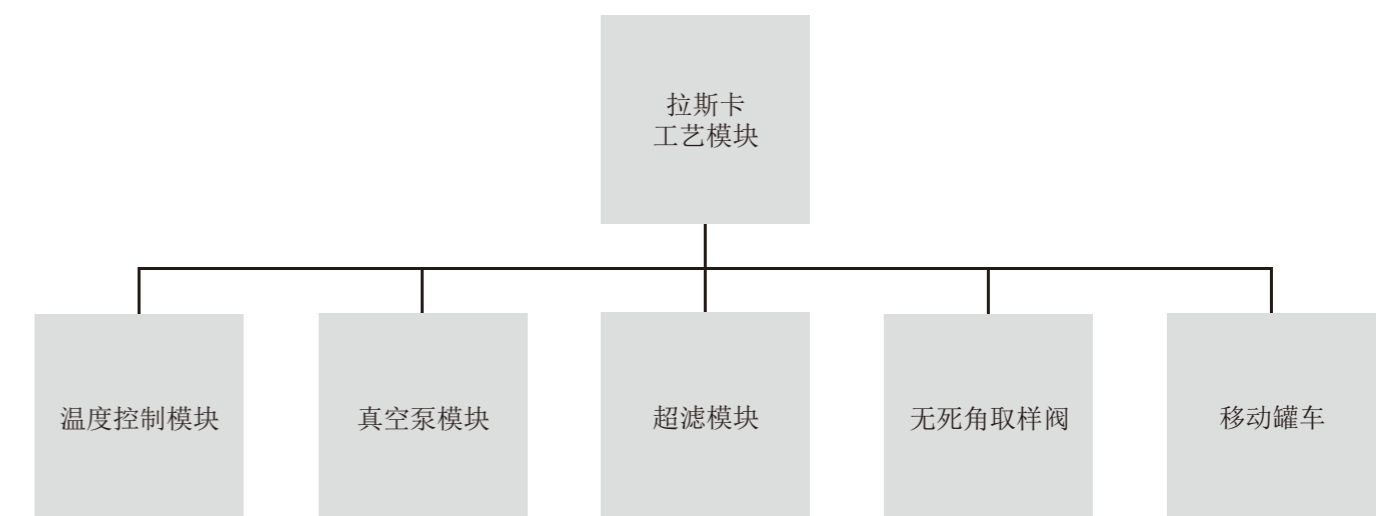 拉斯卡
工艺模块
温度控制模块
真空泵模块
超滤模块
无死角取样阀
移动罐车